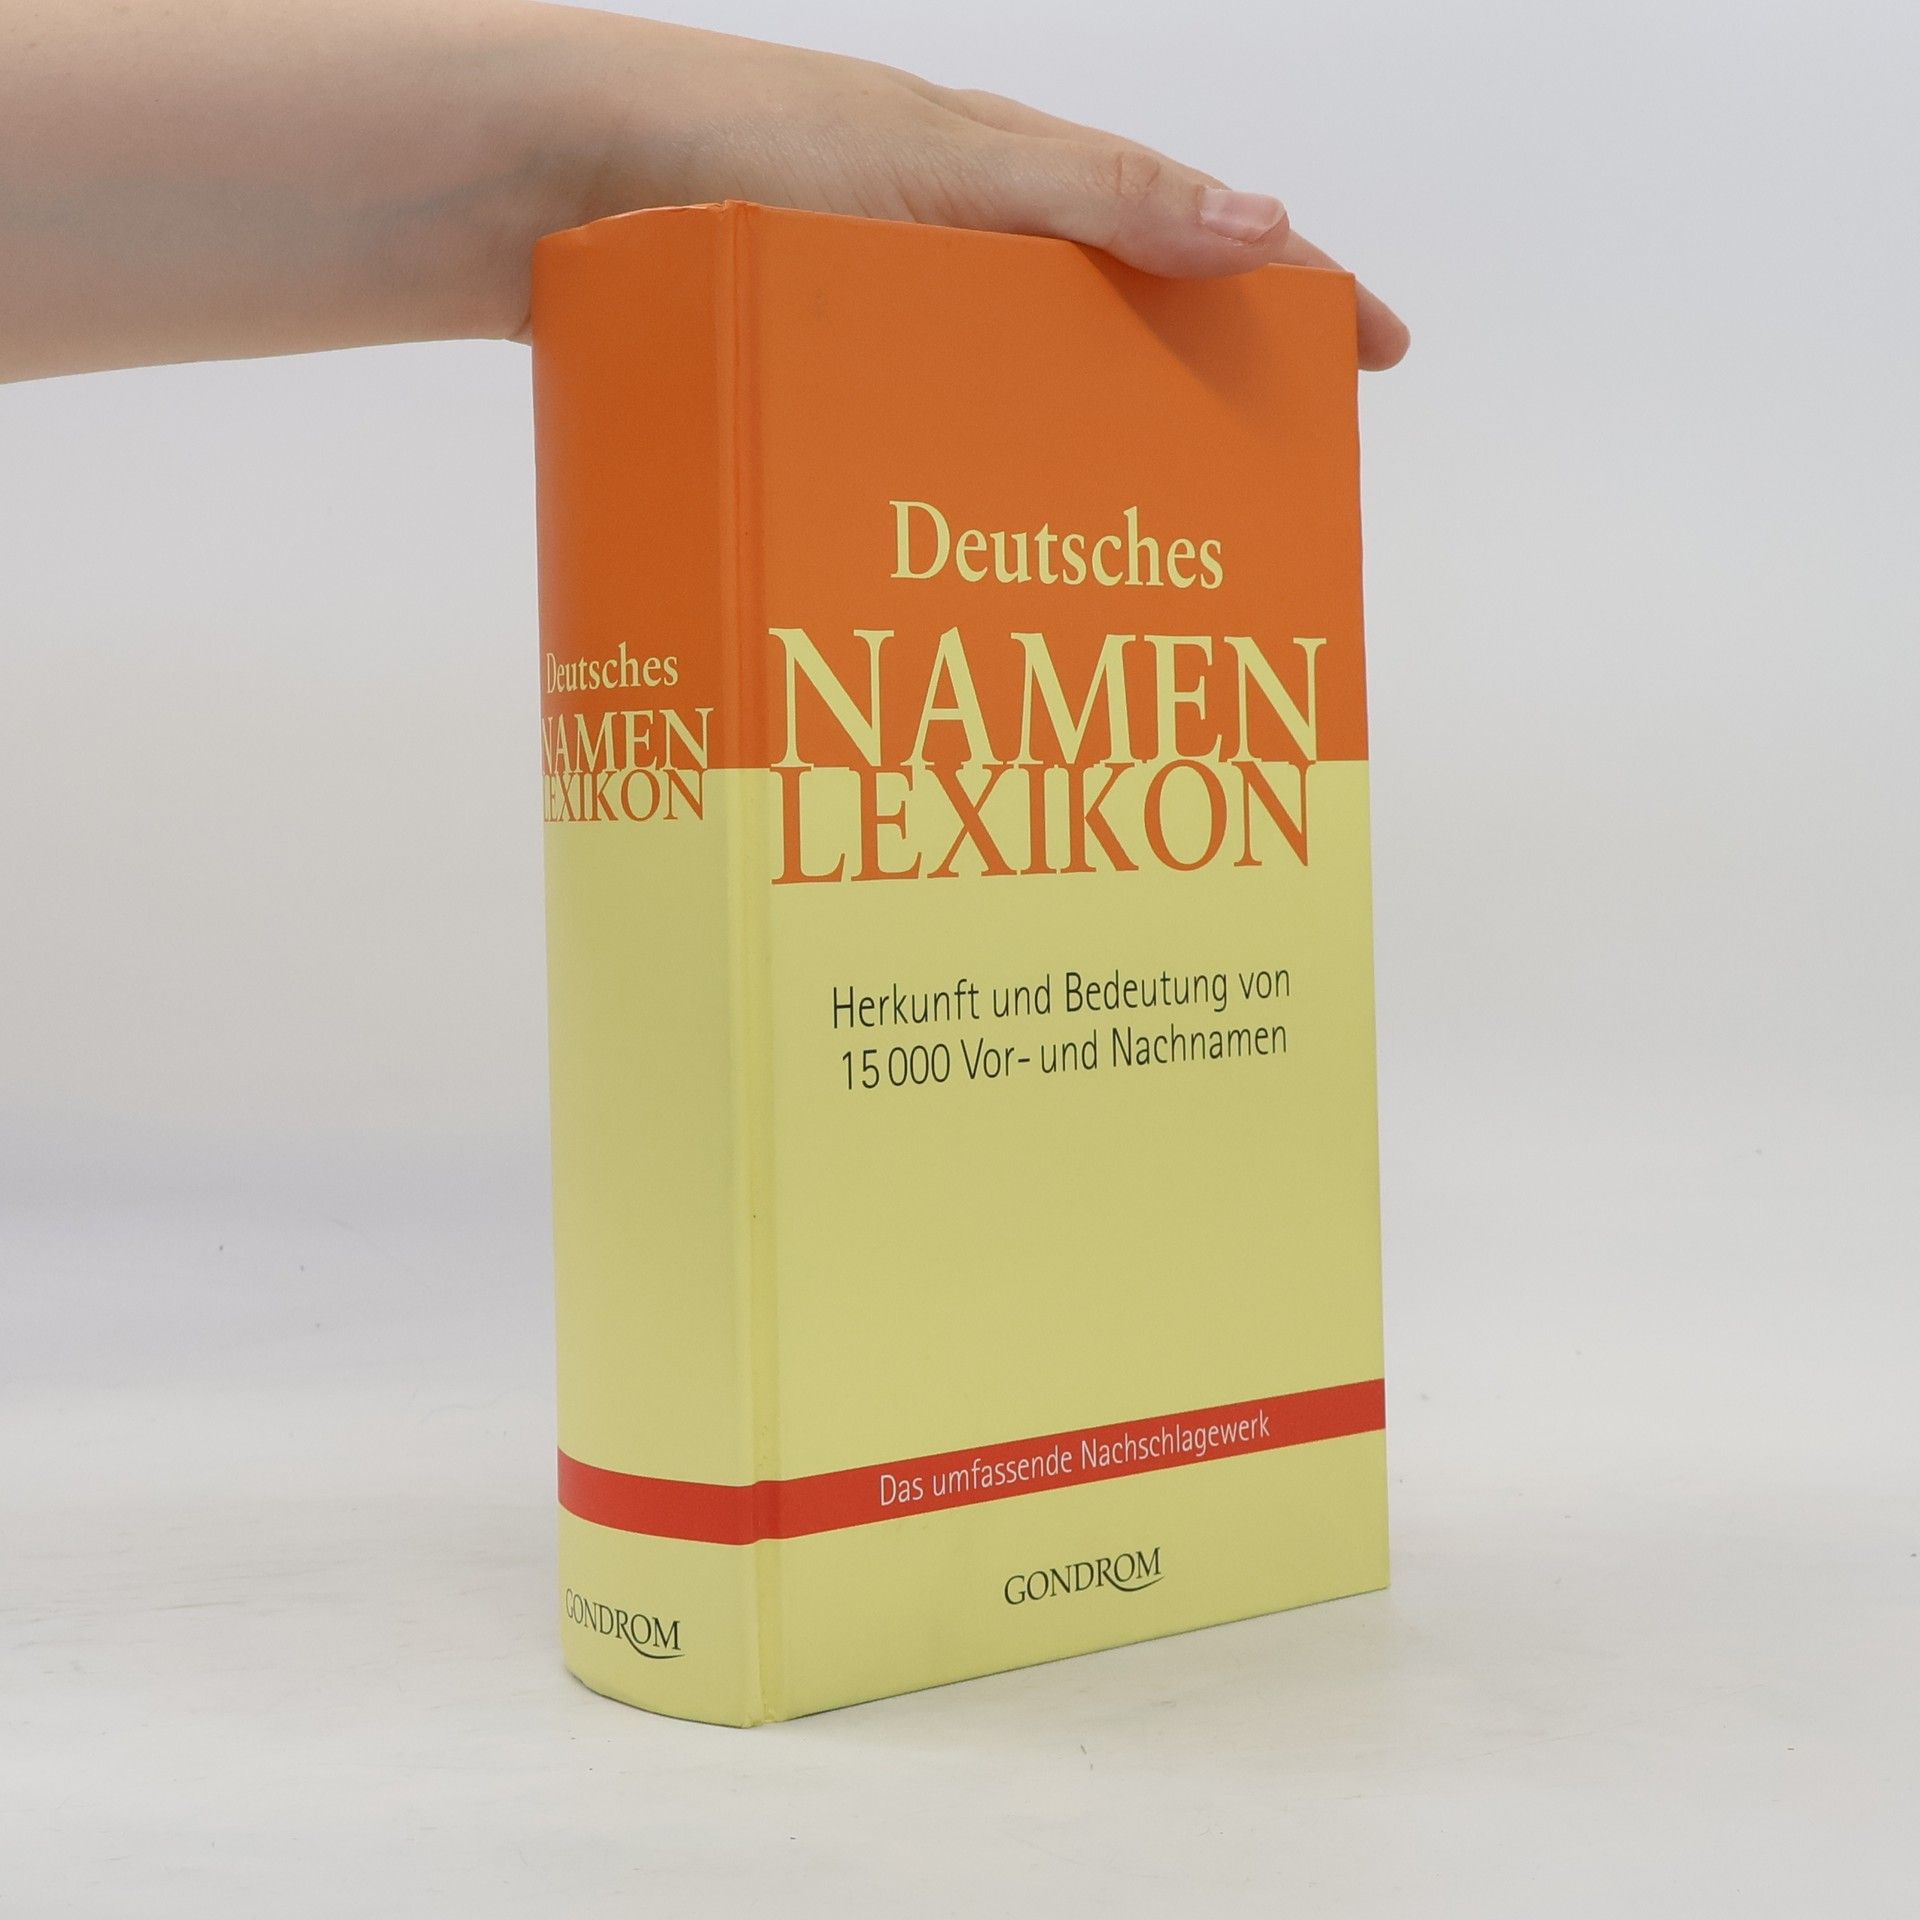 Deutsches
NAMEN
LEXIKON
GONDROM
Deutsches
NAMEN
LEXIKON
Herkunft und Bedeutung von
15 000 Vor- und Nachnamen
Das umfassende Nachschlagewerk
GONDROM